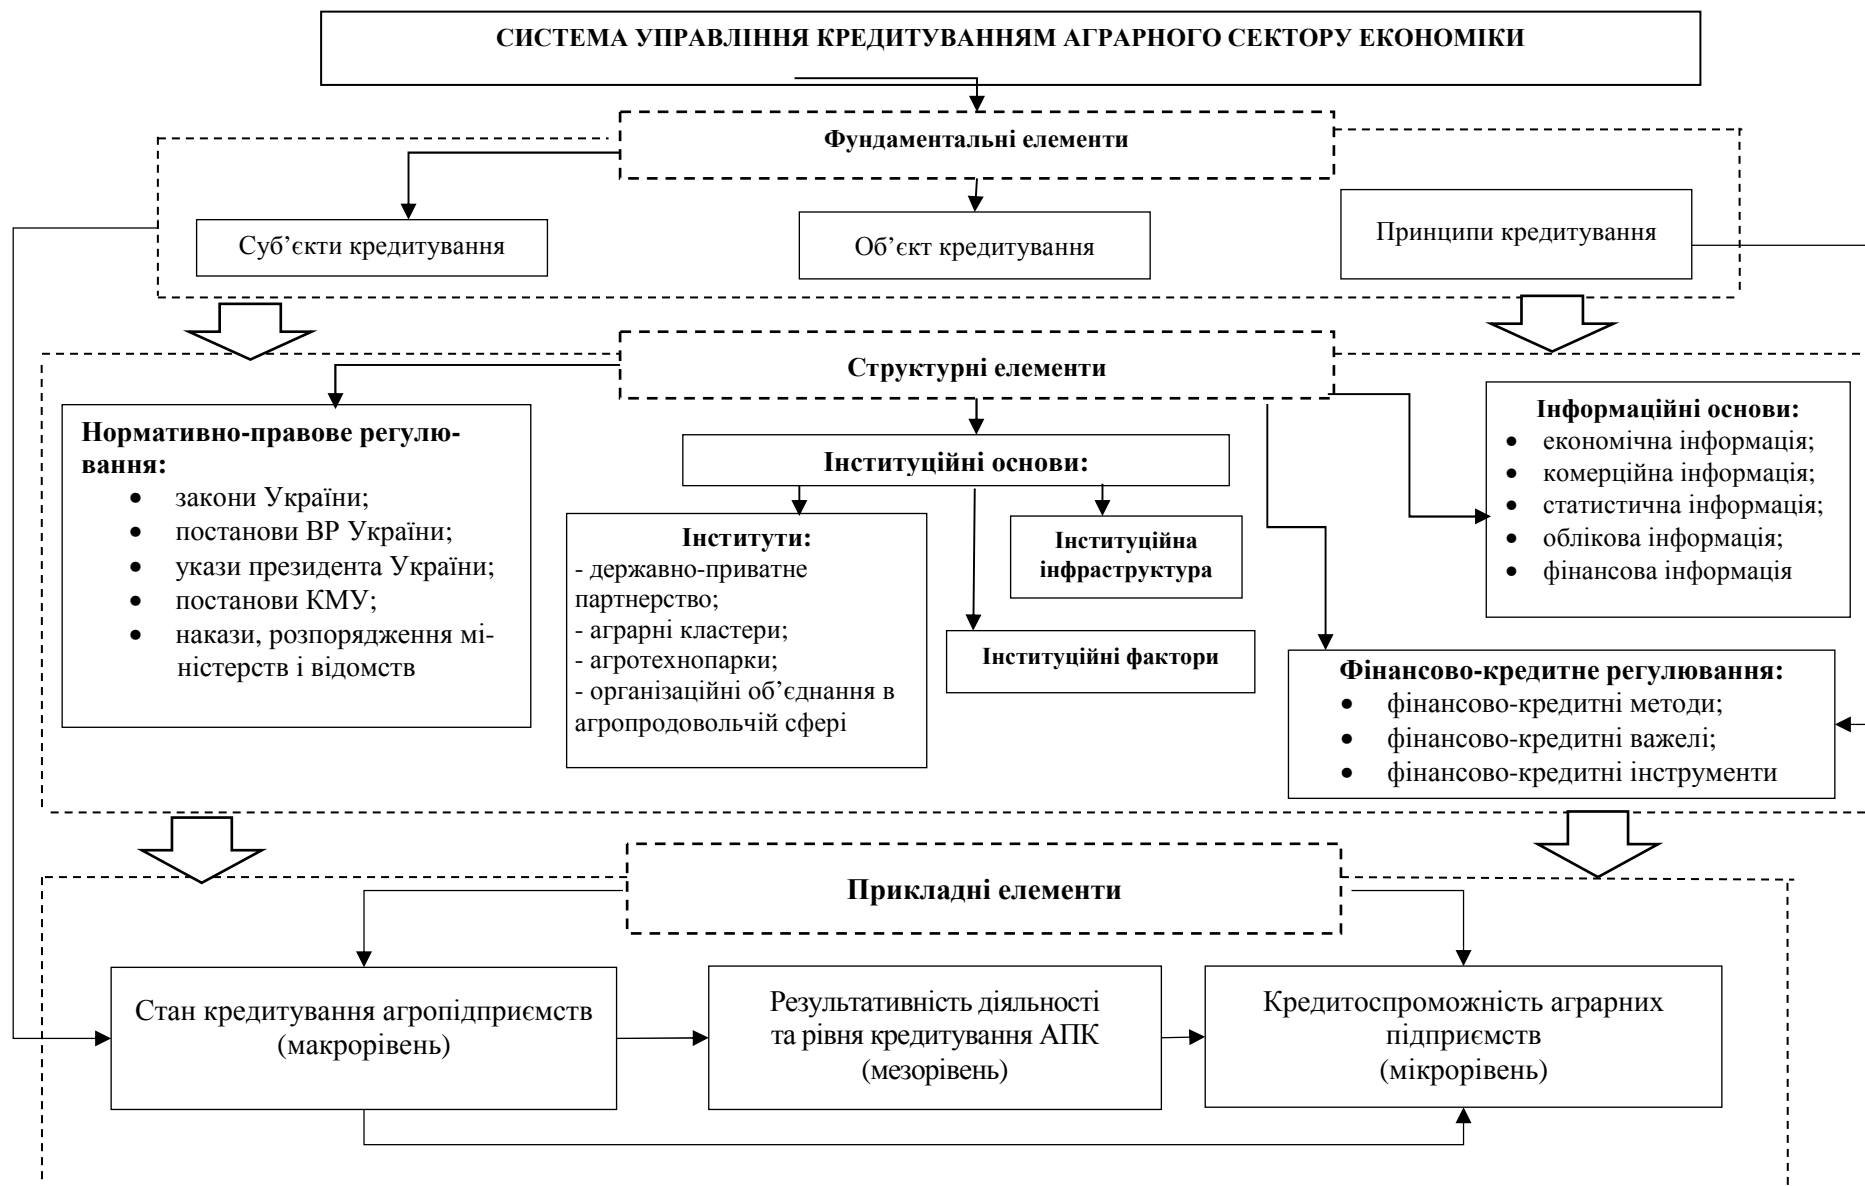 СИСТЕМА УПРАВЛІННЯ КРЕДИТУВАННЯМ АГРАРНОГО СЕКТОРУ ЕКОНОМІКИ
Фундаментальні елементи
Суб’єкти кредитування
Об’єкт кредитування
Принципи кредитування
Структурні елементи
Нормативно-правове регулю-
вання:
• закони України;
• постанови ВР України;
• укази президента України;
• постанови КМУ;
• накази, розпорядження мі-
ністерств і відомств
Інституційні основи:
Інститути:
- державно-приватне
партнерство;
- аграрні кластери;
- агротехнопарки;
- організаційні об’єднання в
агропродовольчій сфері
Інституційна
інфраструктура
Інституційні фактори
Інформаційні основи:
• економічна інформація;
• комерційна інформація;
• статистична інформація;
• облікова інформація;
• фінансова інформація
Фінансово-кредитне регулювання:
• фінансово-кредитні методи;
• фінансово-кредитні важелі;
• фінансово-кредитні інструменти
Прикладні елементи
Стан кредитування агропідприємств
(макрорівень)
Результативність діяльності
та рівня кредитування АПК
(мезорівень)
Кредитоспроможність аграрних
підприємств
(мікрорівень)